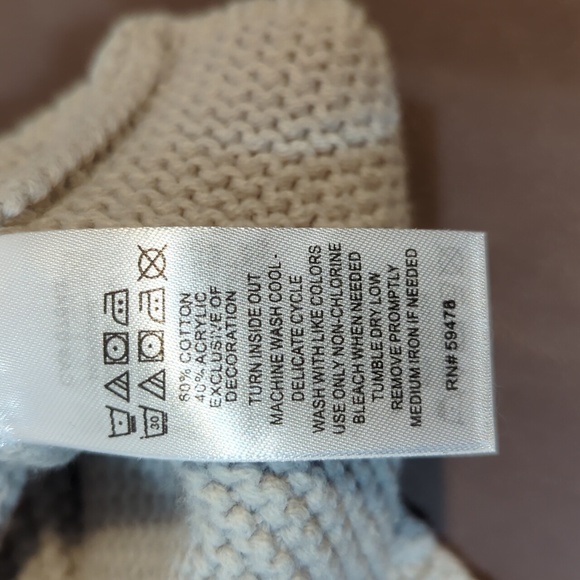 30
60% COTTON
40% ACRYLIC
EXCLUSIVE OF
DECORATION
TURN INSIDE OUT
MACHINE WASH COOL-
DELICATE CYCLE
WASH WITH LIKE COLORS
USE ONLY NON-CHLORINE
BLEACH WHEN NEEDED
TUMBLE DRY LOW
REMOVE PROMPTLY
MEDIUM IRON IF NEEDED
RN# 59478